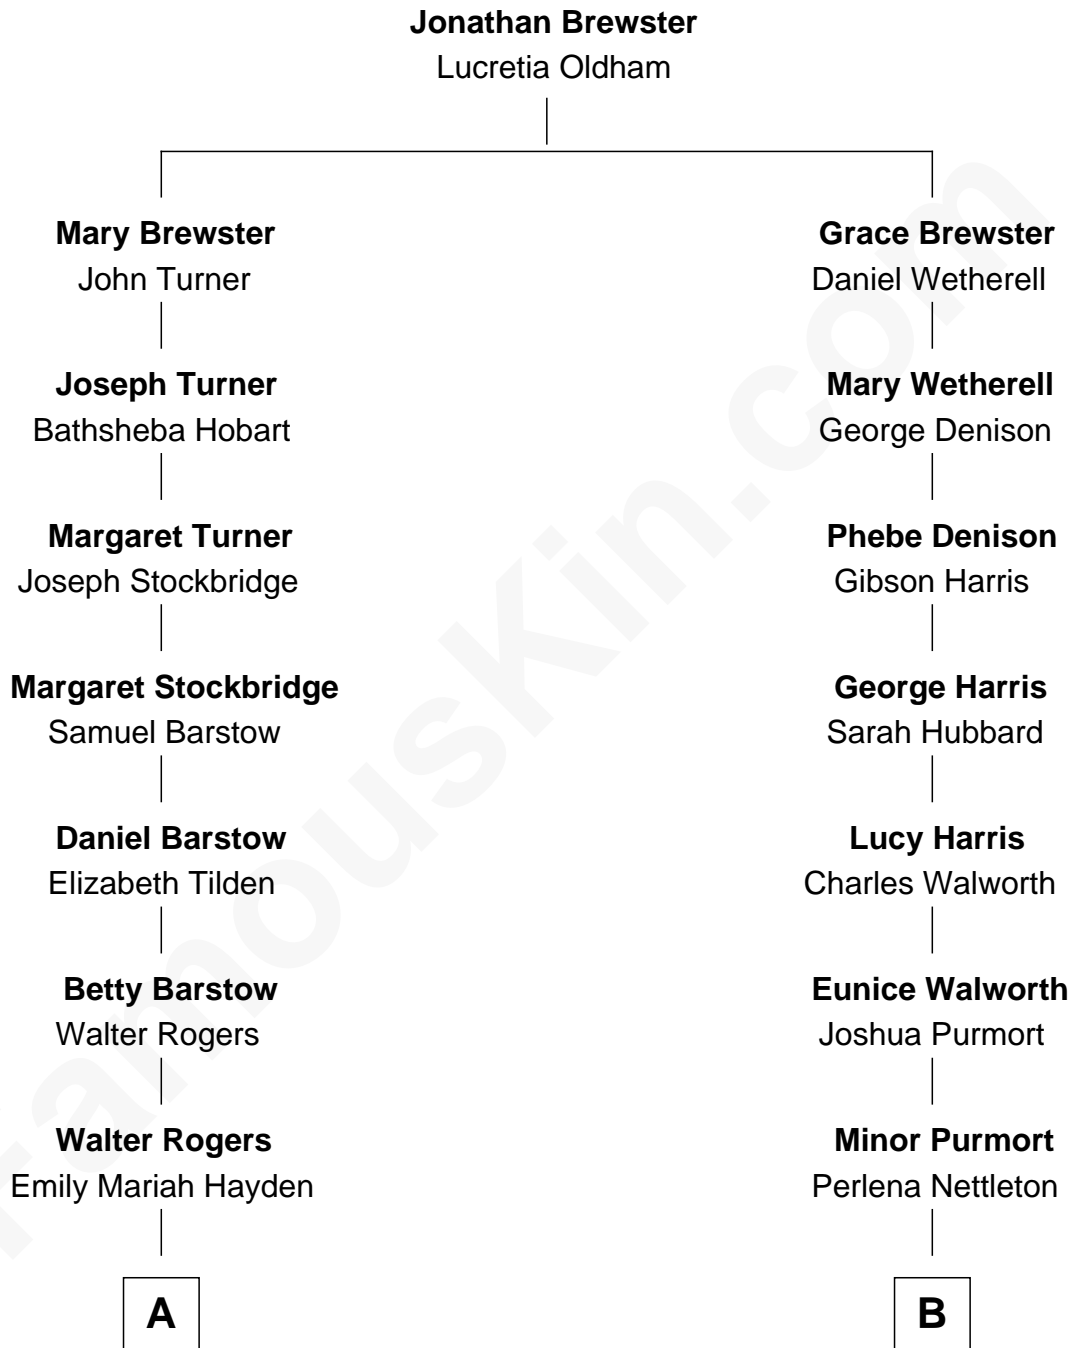 Jonathan Brewster
Lucretia Oldham
Mary Brewster
John Turner
Grace Brewster
Daniel Wetherell
Joseph Turner
Bathsheba Hobart
Mary Wetherell
George Denison
Margaret Turner
Joseph Stockbridge
Phebe Denison
Gibson Harris
Margaret Stockbridge
Samuel Barstow
George Harris
Sarah Hubbard
Daniel Barstow
Elizabeth Tilden
Lucy Harris
Charles Walworth
Betty Barstow
Walter Rogers
Eunice Walworth
Joshua Purmort
Walter Rogers
Emily Mariah Hayden
Minor Purmort
Perlena Nettleton
A
B
FamousKin.com